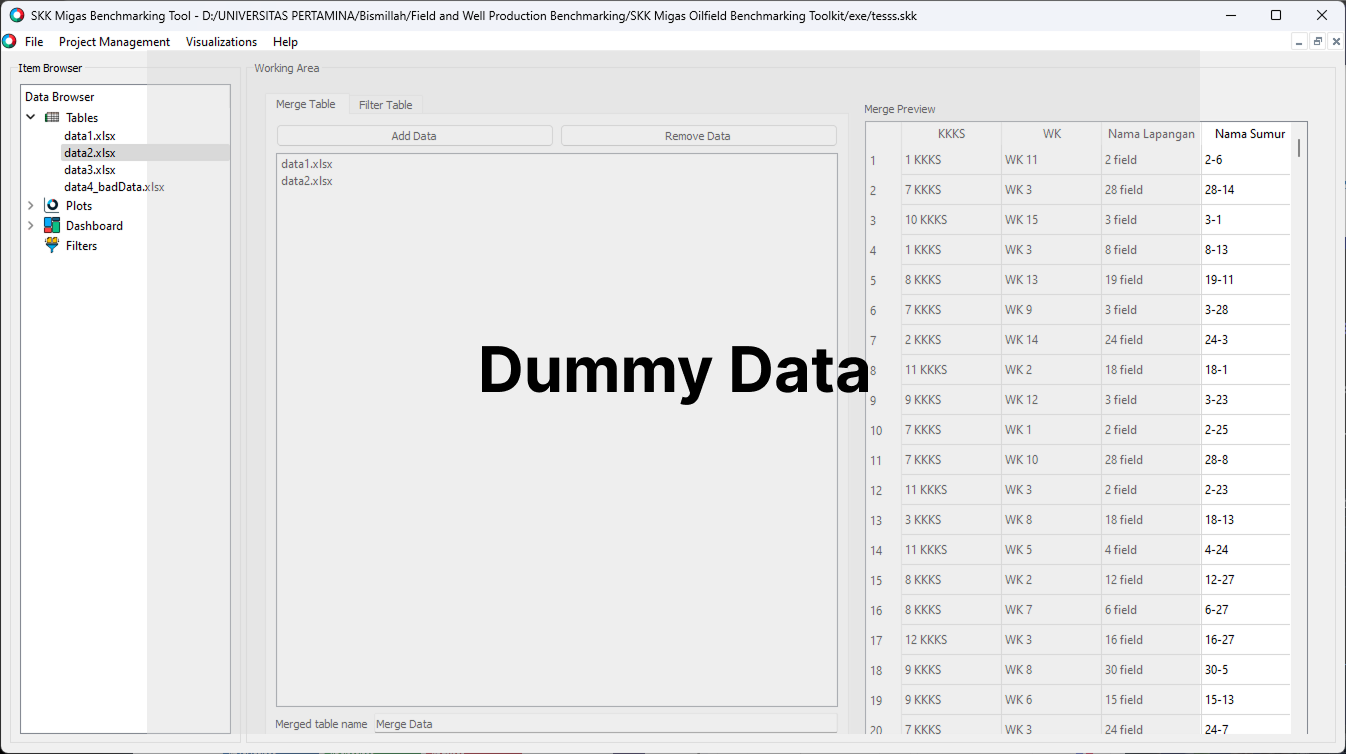 SKK Migas Benchmarking Tool - D:/UNIVERSITAS PERTAMINA/Bismillah/Field and Well Production Benchmarking/SKK Migas Oilfield Benchmarking Toolkit/exe/tesss.skk
File Project Management Visualizations Help
Item Browser
Data Browser
Tables
data1.xlsx
data2.xlsx
data3.xlsx
data4_badData.xlsx
Plots
Dashboard
Filters
Working Area
Merge Table Filter Table
Add Data Remove Data
data1.xlsx
data2.xlsx
Dummy Data
Merged table name Merge Data
Merge Preview
KKKS WK Nama Lapangan Nama Sumur
1 1 KKKS WK 11 2 field 2-6
2 7 KKKS WK 3 28 field 28-14
3 10 KKKS WK 15 3 field 3-1
4 1 KKKS WK 3 8 field 8-13
5 8 KKKS WK 13 19 field 19-11
6 7 KKKS WK 9 3 field 3-28
7 2 KKKS WK 14 24 field 24-3
8 11 KKKS WK 2 18 field 18-1
9 9 KKKS WK 12 3 field 3-23
10 7 KKKS WK 1 2 field 2-25
11 7 KKKS WK 10 28 field 28-8
12 11 KKKS WK 3 2 field 2-23
13 3 KKKS WK 8 18 field 18-13
14 11 KKKS WK 5 4 field 4-24
15 8 KKKS WK 2 12 field 12-27
16 8 KKKS WK 7 6 field 6-27
17 12 KKKS WK 3 16 field 16-27
18 9 KKKS WK 8 30 field 30-5
19 9 KKKS WK 6 15 field 15-13
20 7 KKKS WK 3 24 field 24-7